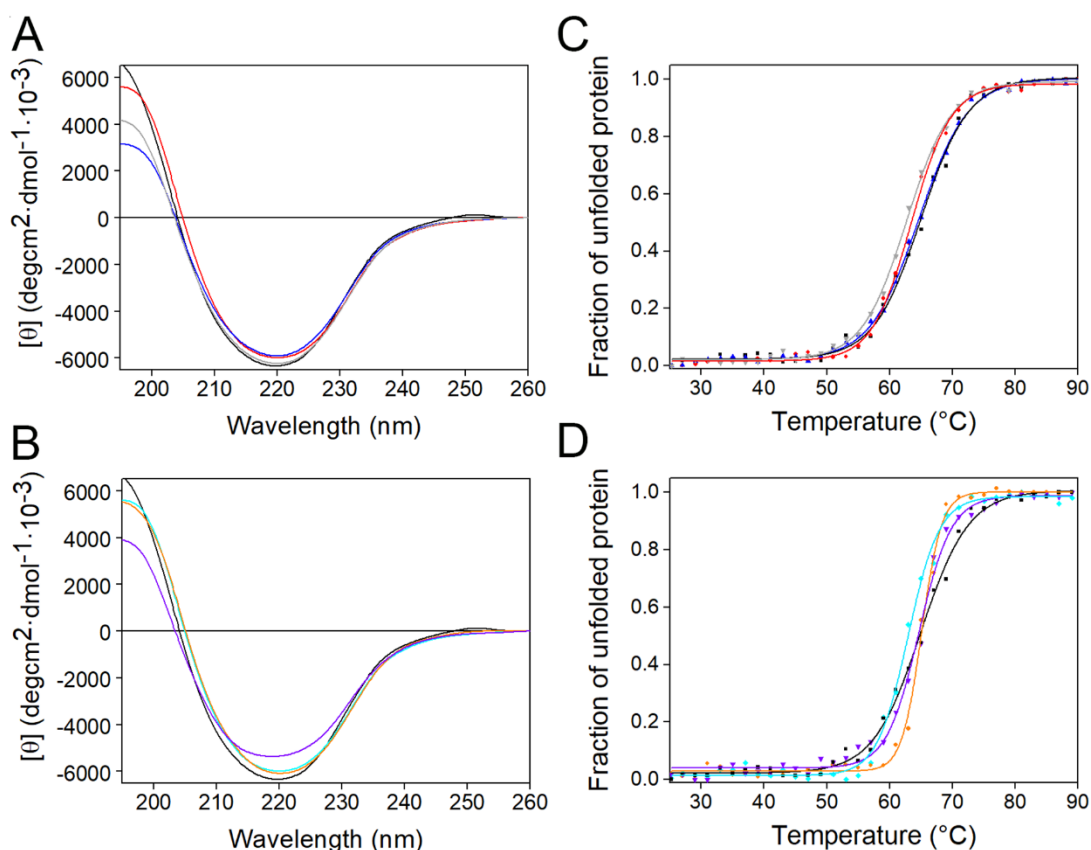 A
[θ] (degcm2·dmol-1·10-3)
6000
4000
2000
0
-2000
-4000
-6000
200 210 220 230 240 250 260
Wavelength (nm)
C
Fraction of unfolded protein
1.0
0.8
0.6
0.4
0.2
0.0
30 40 50 60 70 80 90
Temperature (°C)
B
[θ] (degcm2·dmol-1·10-3)
6000
4000
2000
0
-2000
-4000
-6000
200 210 220 230 240 250 260
Wavelength (nm)
D
Fraction of unfolded protein
1.0
0.8
0.6
0.4
0.2
0.0
30 40 50 60 70 80 90
Temperature (°C)